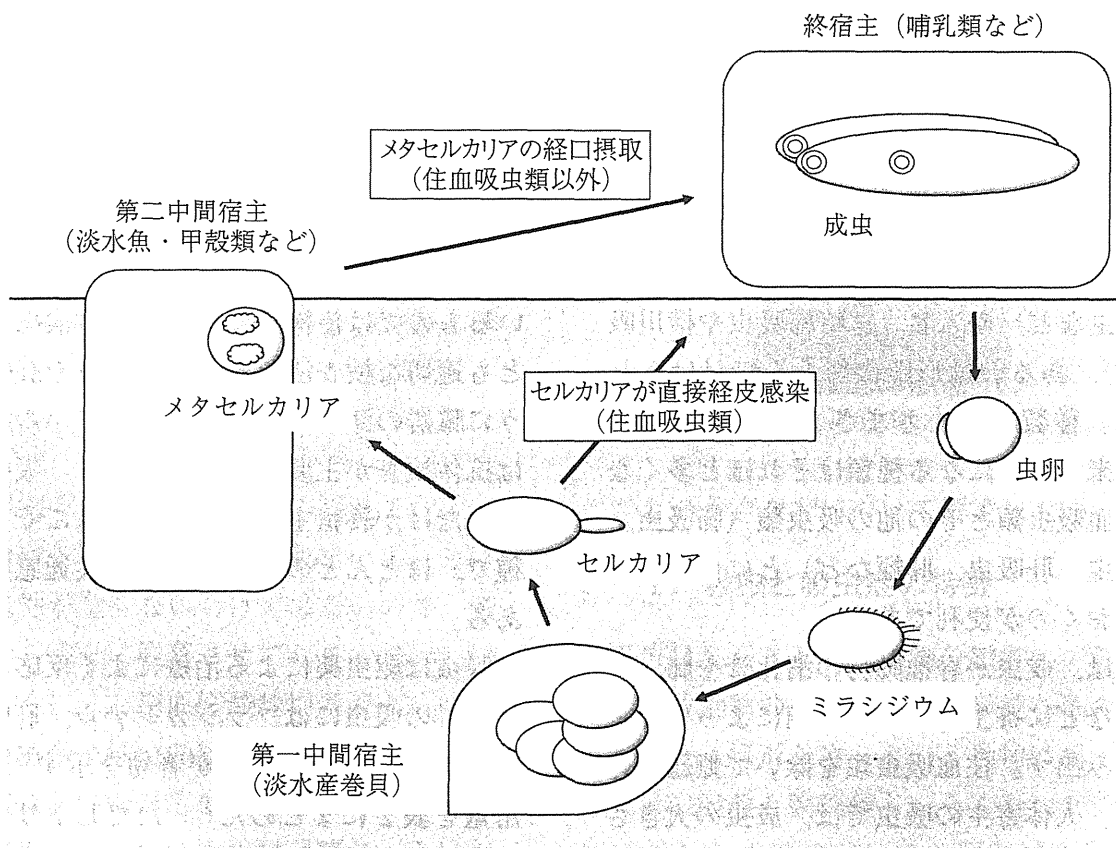 終宿主（哺乳類など）
メタセルカリアの経口摂取
（住血吸虫類以外）
第二中間宿主
（淡水魚・甲殻類など）
成虫
メタセルカリア
セルカリアが直接経皮感染
（住血吸虫類）
虫卵
セルカリア
ミラシジウム
第一中間宿主
（淡水産巻貝）